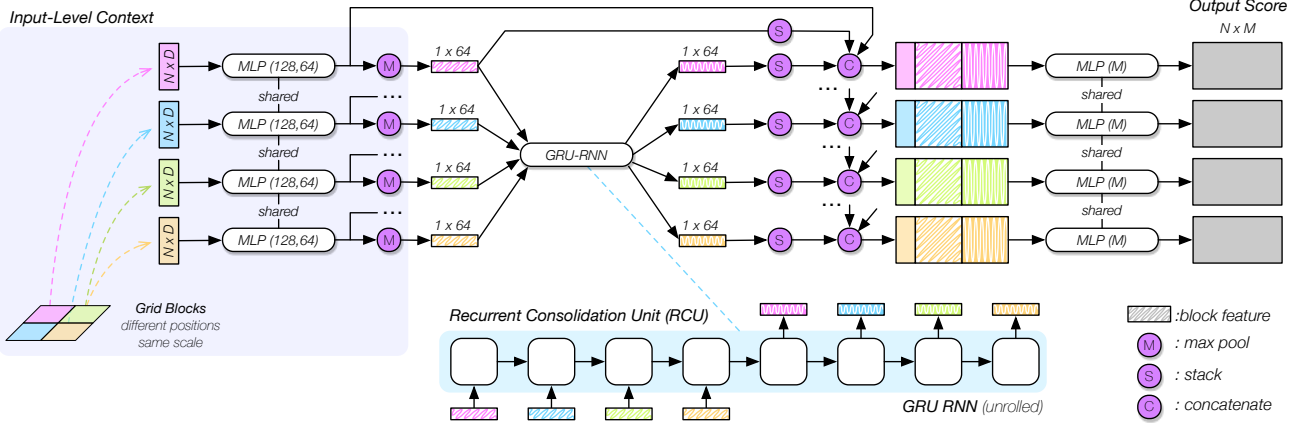 Input-Level Context
Output Score
N x M
N x D
MLP (128,64)
M
1 x 64
1 x 64
S
S
C
MLP (M)
shared
...
...
shared
N x D
MLP (128,64)
M
1 x 64
1 x 64
S
C
MLP (M)
shared
...
GRU-RNN
...
shared
N x D
MLP (128,64)
M
1 x 64
1 x 64
S
C
MLP (M)
shared
...
...
shared
N x D
MLP (128,64)
M
1 x 64
1 x 64
S
C
MLP (M)
Grid Blocks
different positions
same scale
Recurrent Consolidation Unit (RCU)
GRU RNN (unrolled)
:block feature
M : max pool
S : stack
C : concatenate